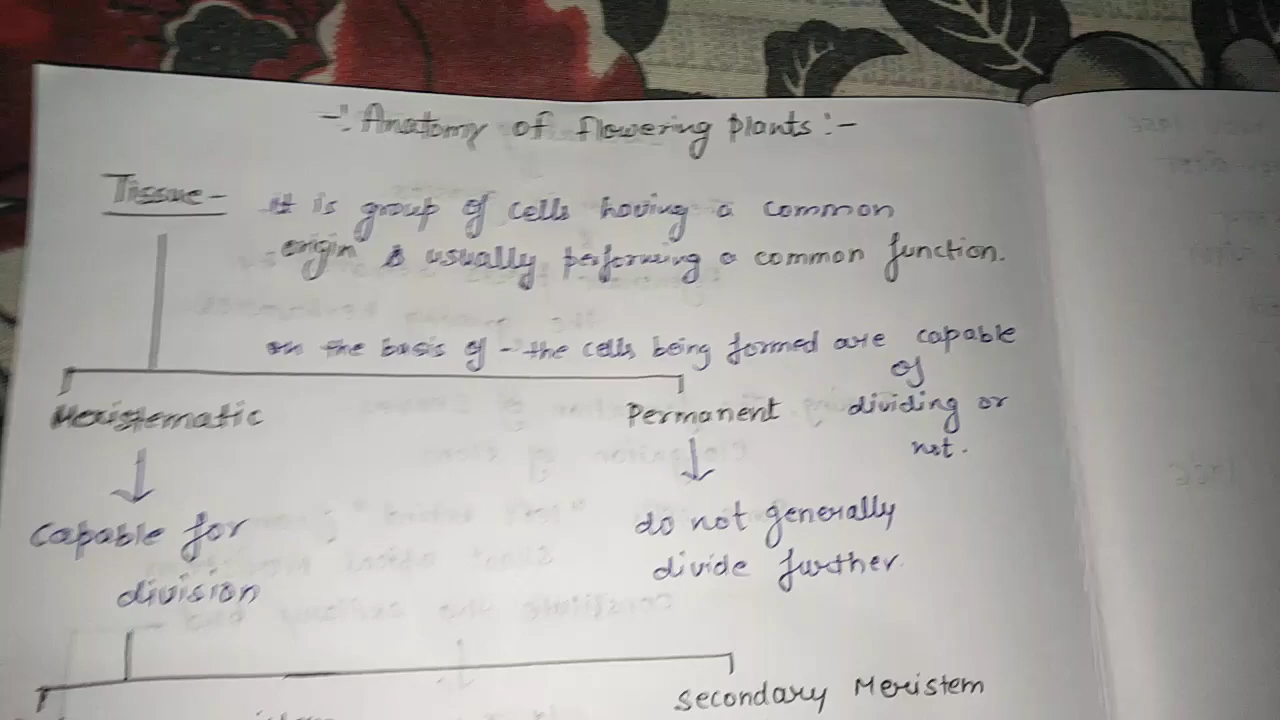 -: Anatomy of flowering plants :-
Tissue - it is group of cells having a common
origin & usually performing a common function.
on the basis of - the cells being formed are capable
of
Meristematic Permanent dividing or
not.
Capable for do not generally
division divide further.
Secondary Meristem